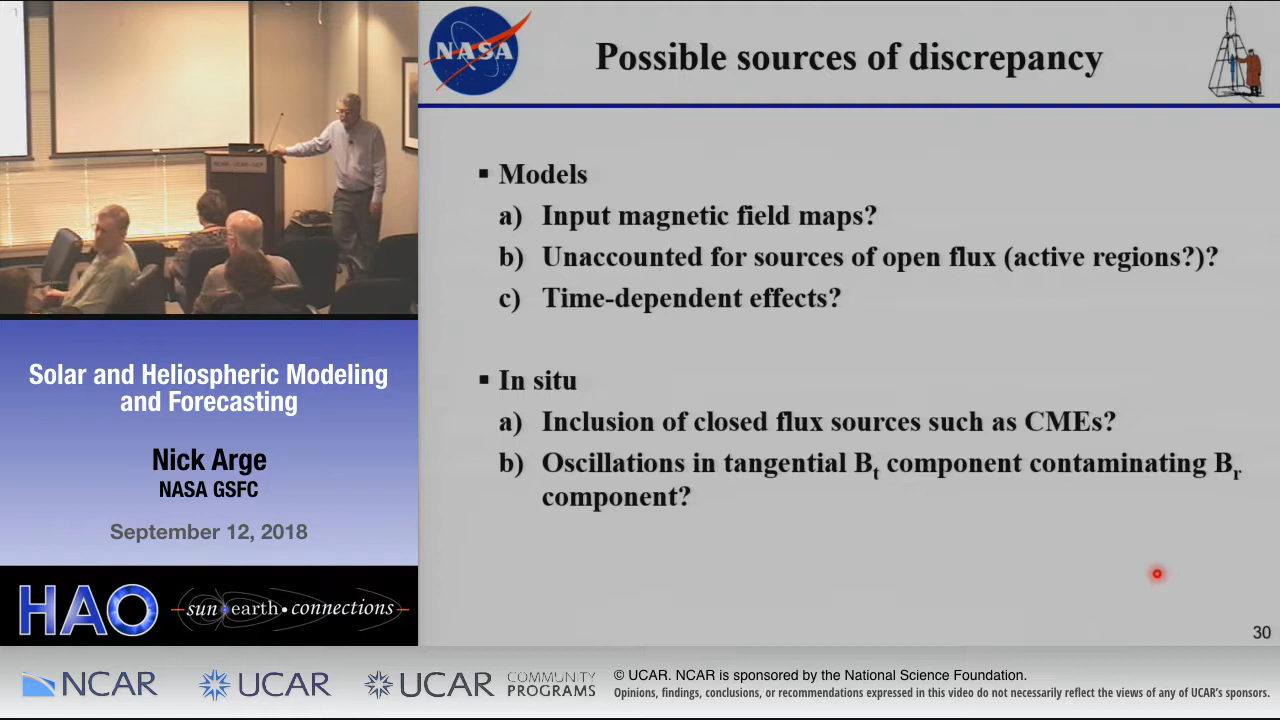 NASA
Possible sources of discrepancy
▪ Models
a) Input magnetic field maps?
b) Unaccounted for sources of open flux (active regions?)?
c) Time-dependent effects?
▪ In situ
a) Inclusion of closed flux sources such as CMEs?
b) Oscillations in tangential Bt component contaminating Br
component?
30
NCAR • UCAR • UCP
Solar and Heliospheric Modeling
and Forecasting
Nick Arge
NASA GSFC
September 12, 2018
HAO
sun • earth • connections
NCAR
UCAR
UCAR
COMMUNITY
PROGRAMS
© UCAR. NCAR is sponsored by the National Science Foundation.
Opinions, findings, conclusions, or recommendations expressed in this video do not necessarily reflect the views of any of UCAR's sponsors.